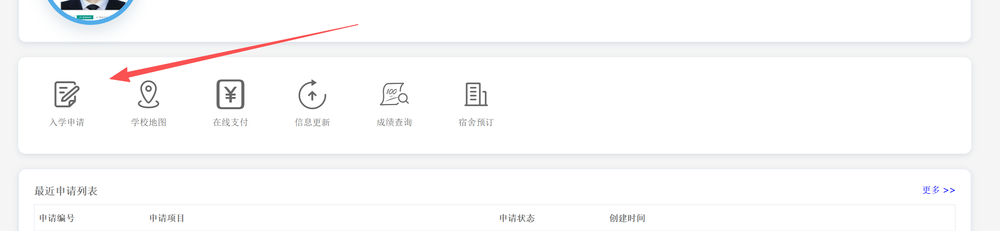 入学申请 学校地图 在线支付 信息更新 成绩查询 宿舍预订
最近申请列表 更多 >>
申请编号 申请项目 申请状态 创建时间